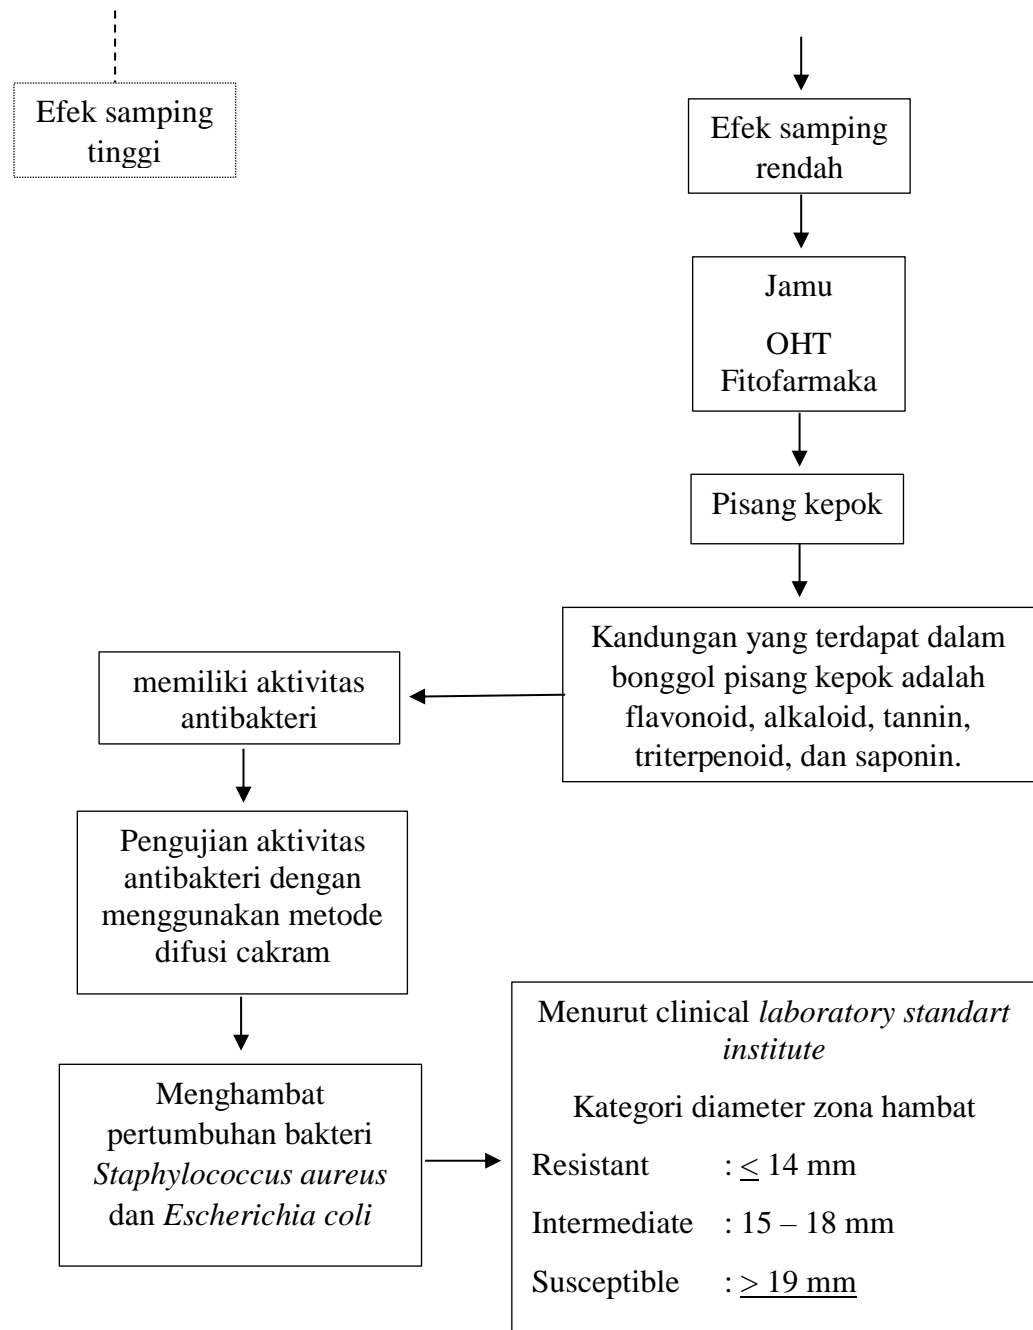 Efek samping
tinggi
Efek samping
rendah
Jamu
OHT
Fitofarmaka
Pisang kepok
Kandungan yang terdapat dalam
bonggol pisang kepok adalah
flavonoid, alkaloid, tannin,
triterpenoid, dan saponin.
memiliki aktivitas
antibakteri
Pengujian aktivitas
antibakteri dengan
menggunakan metode
difusi cakram
Menghambat
pertumbuhan bakteri
Staphylococcus aureus
dan Escherichia coli
Menurut clinical laboratory standart
institute
Kategori diameter zona hambat
Resistant : < 14 mm
Intermediate : 15 – 18 mm
Susceptible : > 19 mm